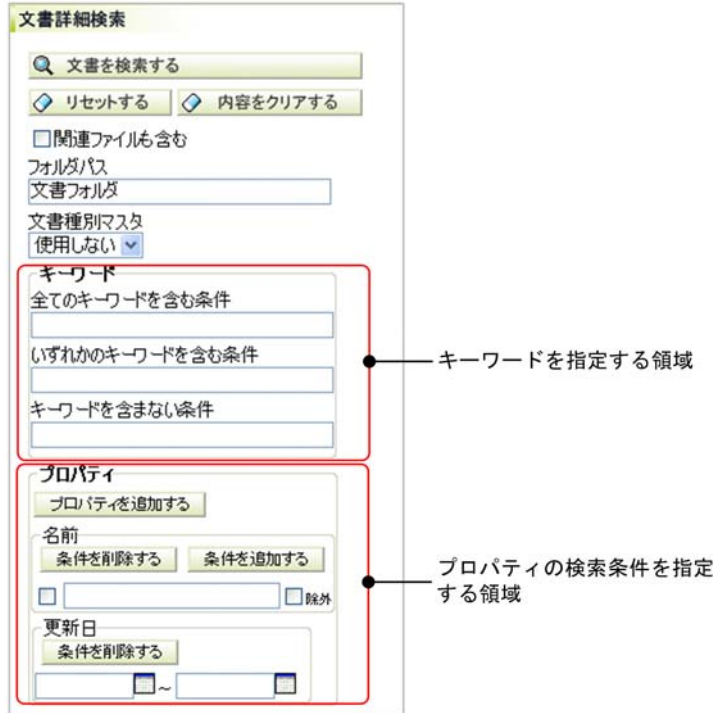 文書詳細検索
文書を検索する
リセットする 内容をクリアする
関連ファイルも含む
フォルダパス
文書フォルダ
文書種別マスタ
使用しない
キーワード
全てのキーワードを含む条件
いずれかのキーワードを含む条件
キーワードを含まない条件
キーワードを指定する領域
プロパティ
プロパティを追加する
名前
条件を削除する 条件を追加する
除外
更新日
条件を削除する
~
プロパティの検索条件を指定
する領域